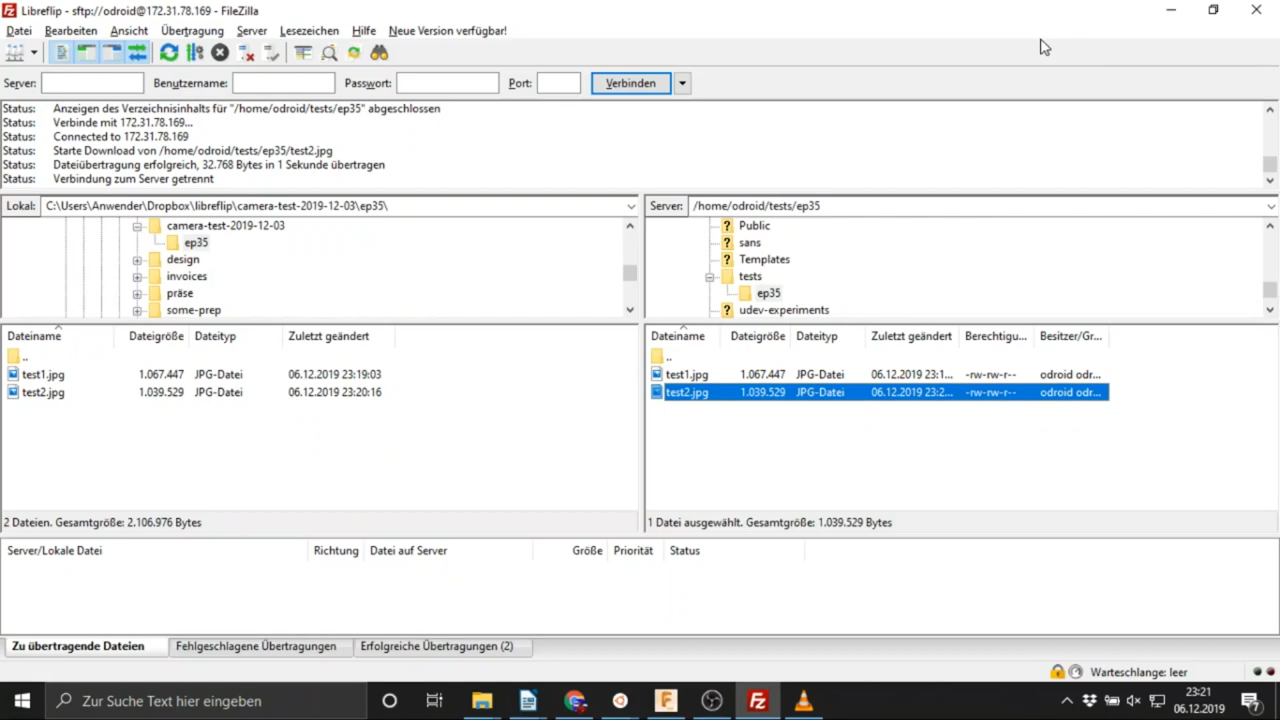 Libreflip - sftp://odroid@172.31.78.169 - FileZilla
Datei Bearbeiten Ansicht Übertragung Server Lesezeichen Hilfe Neue Version verfügbar!
Server: Benutzername: Passwort: Port: Verbinden
Status: Anzeigen des Verzeichnisinhalts für "/home/odroid/tests/ep35" abgeschlossen
Status: Verbinde mit 172.31.78.169...
Status: Connected to 172.31.78.169
Status: Starte Download von /home/odroid/tests/ep35/test2.jpg
Status: Dateiübertragung erfolgreich, 32.768 Bytes in 1 Sekunde übertragen
Status: Verbindung zum Server getrennt
Lokal: C:\Users\Anwender\Dropbox\libreflip\camera-test-2019-12-03\ep35\
camera-test-2019-12-03
ep35
design
invoices
präse
some-prep
Server: /home/odroid/tests/ep35
? Public
? sans
? Templates
tests
ep35
? udev-experiments
Dateiname Dateigröße Dateityp Zuletzt geändert
..
test1.jpg 1.067.447 JPG-Datei 06.12.2019 23:19:03
test2.jpg 1.039.529 JPG-Datei 06.12.2019 23:20:16
2 Dateien. Gesamtgröße: 2.106.976 Bytes
Dateiname Dateigröße Dateityp Zuletzt geändert Berechtigu... Besitzer/Gr...
..
test1.jpg 1.067.447 JPG-Datei 06.12.2019 23:1... -rw-rw-r-- odroid odr...
test2.jpg 1.039.529 JPG-Datei 06.12.2019 23:2... -rw-rw-r-- odroid odr...
1 Datei ausgewählt. Gesamtgröße: 1.039.529 Bytes
Server/Lokale Datei Richtung Datei auf Server Größe Priorität Status
Zu übertragende Dateien Fehlgeschlagene Übertragungen Erfolgreiche Übertragungen (2)
Warteschlange: leer
Zur Suche Text hier eingeben
23:21
06.12.2019
7